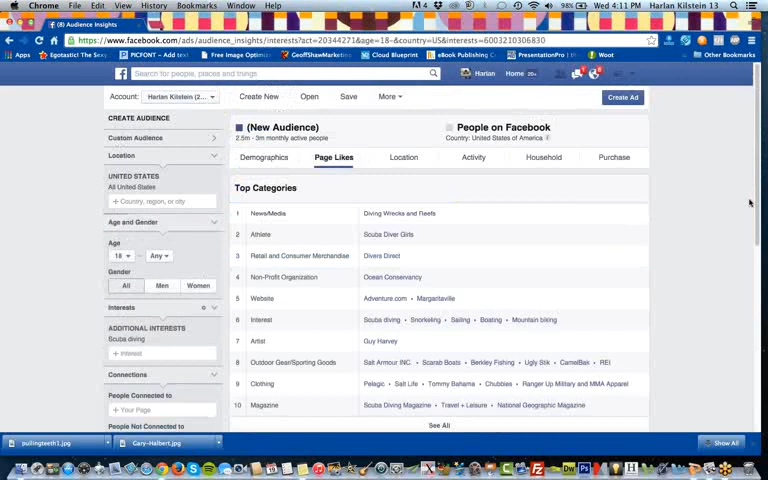 Chrome File Edit View History Bookmarks Window Help 4 98% Wed 4:11 PM Harlan Kilstein 13
(8) Audience Insights
https://www.facebook.com/ads/audience_insights/interests?act=20344271&age=18-&country=US&interests=6003210306830
Apps Egotastic! The Sexi PICFONT – Add text Free Image Optimize GeoffShawMarketing Cloud Blueprint eBook Publishing C PresentationPro | Woot Other Bookmarks
Search for people, places and things Harlan Home 20+
Account: Harlan Kilstein (2... Create New Open Save More Create Ad
CREATE AUDIENCE
Custom Audience
Location
UNITED STATES
All United States
+ Country, region, or city
Age and Gender
Age
18 - Any
Gender
All Men Women
Interests
ADDITIONAL INTERESTS
Scuba diving
+ Interest
Connections
People Connected to
+ Your Page
People Not Connected to
(New Audience)
2.5m - 3m monthly active people
People on Facebook
Country: United States of America
Demographics Page Likes Location Activity Household Purchase
Top Categories
1 News/Media Diving Wrecks and Reefs
2 Athlete Scuba Diver Girls
3 Retail and Consumer Merchandise Divers Direct
4 Non-Profit Organization Ocean Conservancy
5 Website Adventure.com • Margaritaville
6 Interest Scuba diving • Snorkeling • Sailing • Boating • Mountain biking
7 Artist Guy Harvey
8 Outdoor Gear/Sporting Goods Salt Armour INC. • Scarab Boats • Berkley Fishing • Ugly Stik • CamelBak • REI
9 Clothing Pelagic • Salt Life • Tommy Bahama • Chubbies • Ranger Up Military and MMA Apparel
10 Magazine Scuba Diving Magazine • Travel + Leisure • National Geographic Magazine
See All
pullingteeth1.jpg Gary-Halbert.jpg Show All